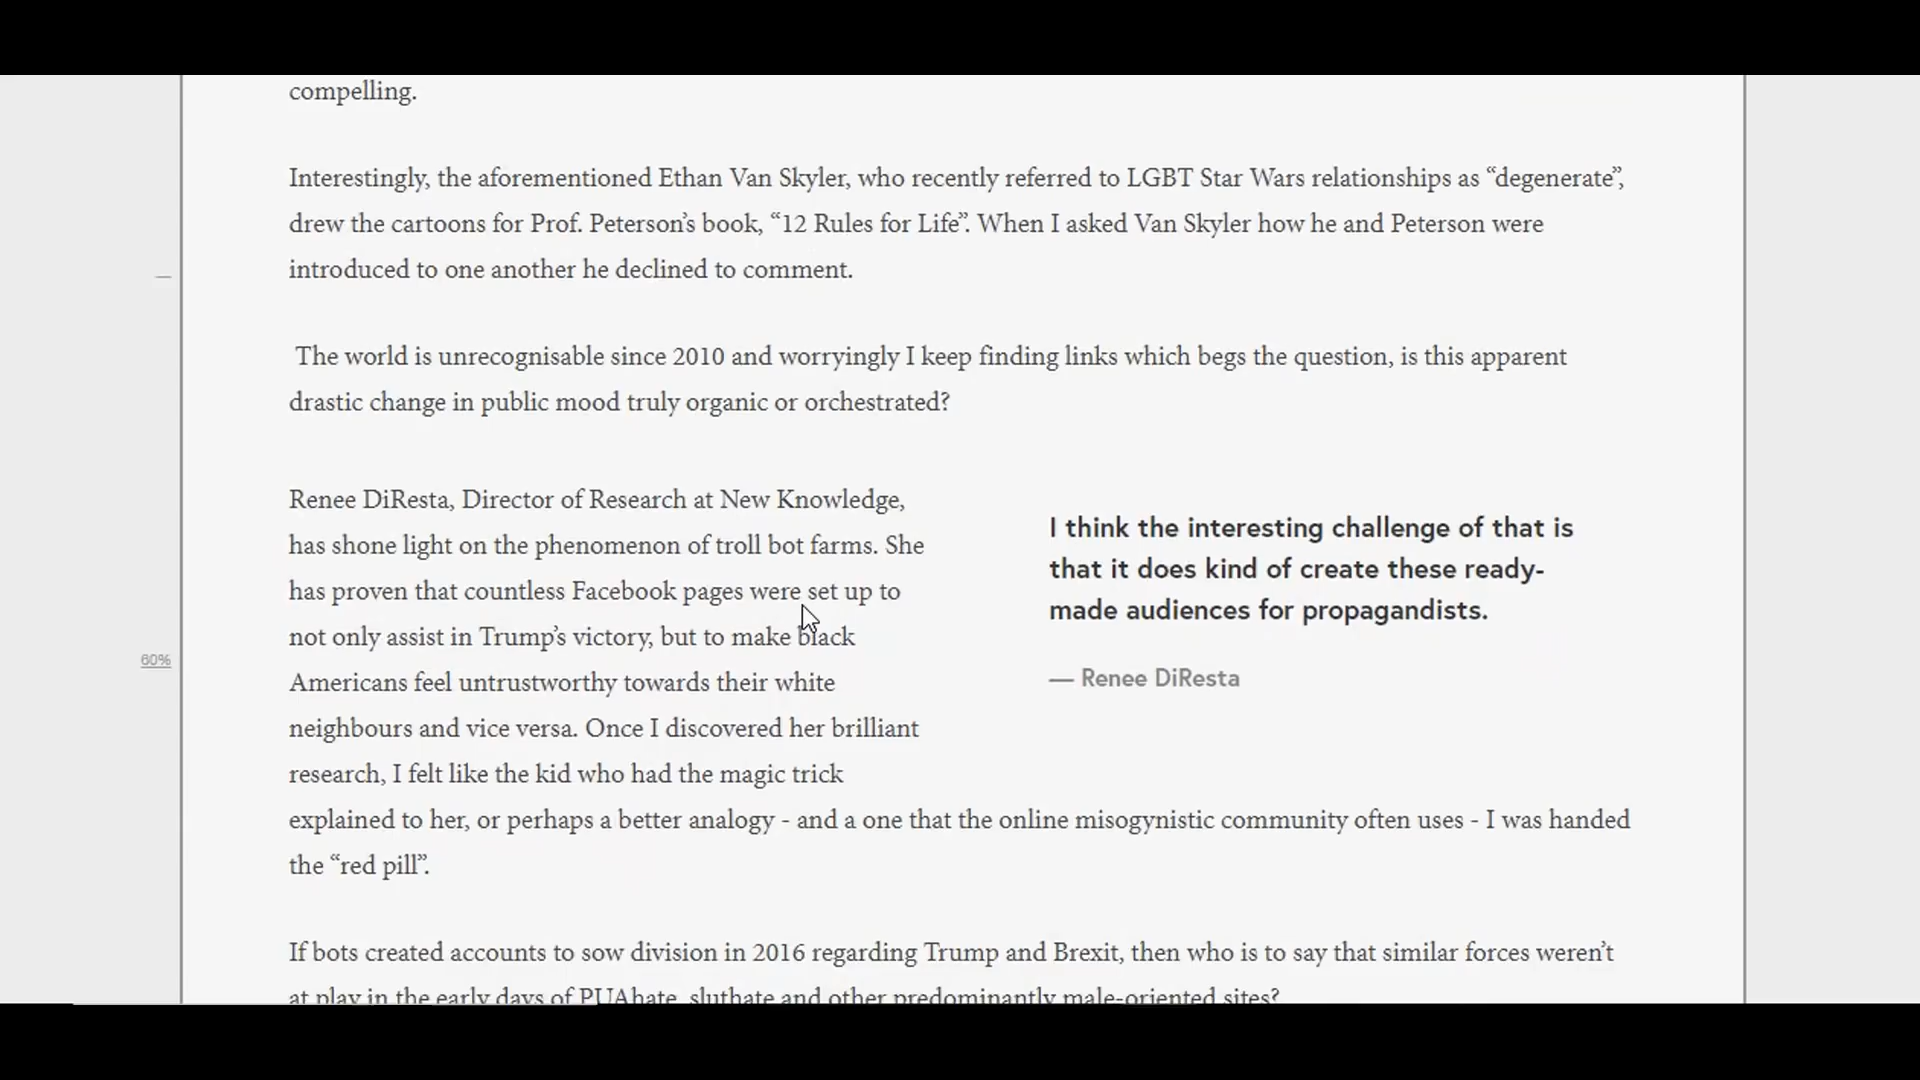 compelling.
Interestingly, the aforementioned Ethan Van Skyler, who recently referred to LGBT Star Wars relationships as “degenerate”,
drew the cartoons for Prof. Peterson’s book, “12 Rules for Life”. When I asked Van Skyler how he and Peterson were
introduced to one another he declined to comment.
The world is unrecognisable since 2010 and worryingly I keep finding links which begs the question, is this apparent
drastic change in public mood truly organic or orchestrated?
Renee DiResta, Director of Research at New Knowledge,
has shone light on the phenomenon of troll bot farms. She
has proven that countless Facebook pages were set up to
not only assist in Trump’s victory, but to make black
Americans feel untrustworthy towards their white
neighbours and vice versa. Once I discovered her brilliant
research, I felt like the kid who had the magic trick
explained to her, or perhaps a better analogy - and a one that the online misogynistic community often uses - I was handed
the “red pill”.
I think the interesting challenge of that is
that it does kind of create these ready-
made audiences for propagandists.
— Renee DiResta
60%
If bots created accounts to sow division in 2016 regarding Trump and Brexit, then who is to say that similar forces weren’t
at play in the early days of PUAhate, sluthate and other predominantly male-oriented sites?